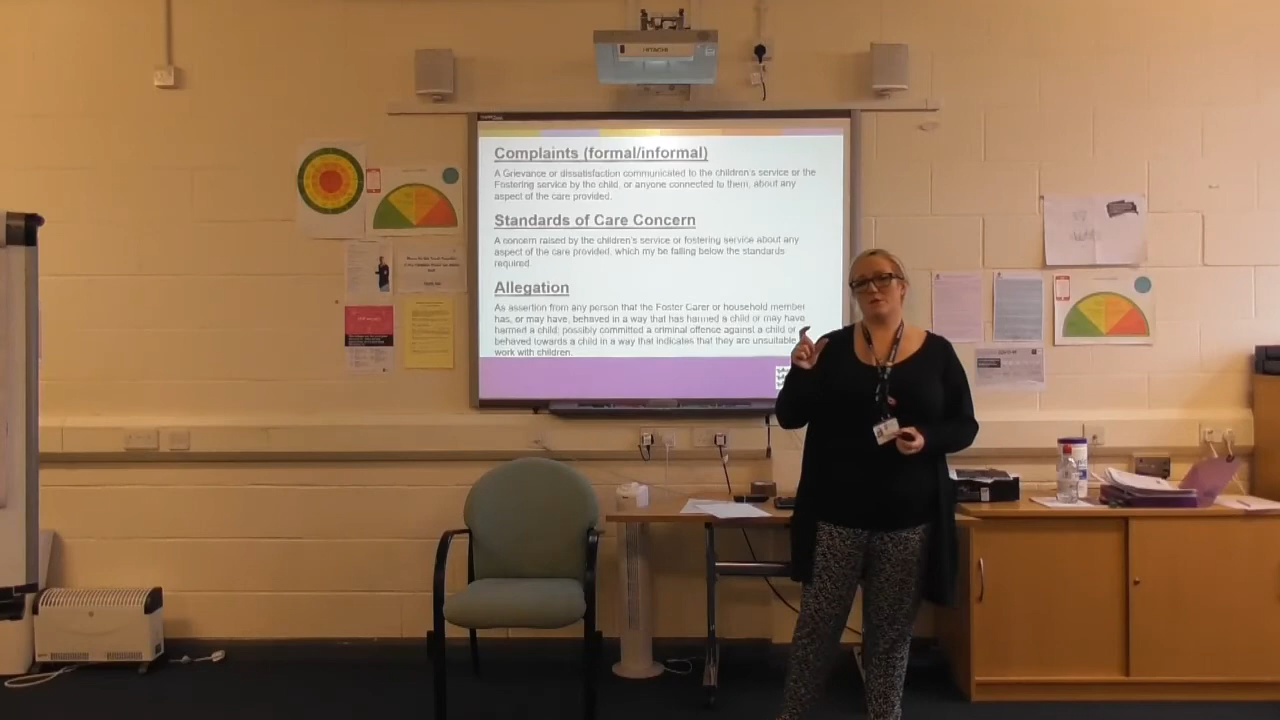 HITACHI
Complaints (formal/informal)
A Grievance or dissatisfaction communicated to the children's service or the
Fostering service by the child, or anyone connected to them, about any
aspect of the care provided.
Standards of Care Concern
A concern raised by the children's service or fostering service about any
aspect of the care provided, which my be falling below the standards
required.
Allegation
As assertion from any person that the Foster Carer or household member
has, or may have, behaved in a way that has harmed a child or may have
harmed a child; possibly committed a criminal offence against a child or
behaved towards a child in a way that indicates that they are unsuitable
work with children.